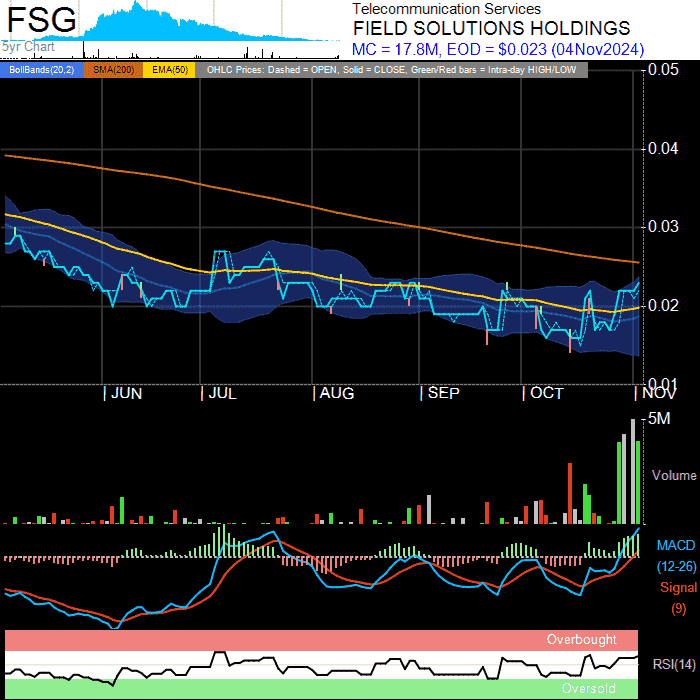 FSG
Telecommunication Services
FIELD SOLUTIONS HOLDINGS
5yr Chart
MC = 17.8M, EOD = $0.023 (04Nov2024)
BollBands(20,2) SMA(200) EMA(50) OHLC Prices: Dashed = OPEN, Solid = CLOSE, Green/Red bars = Intra-day HIGH/LOW
0.05
0.04
0.03
0.02
0.01
JUN JUL AUG SEP OCT NOV
5M
Volume
MACD
(12-26)
Signal
(9)
Overbought
RSI(14)
Oversold